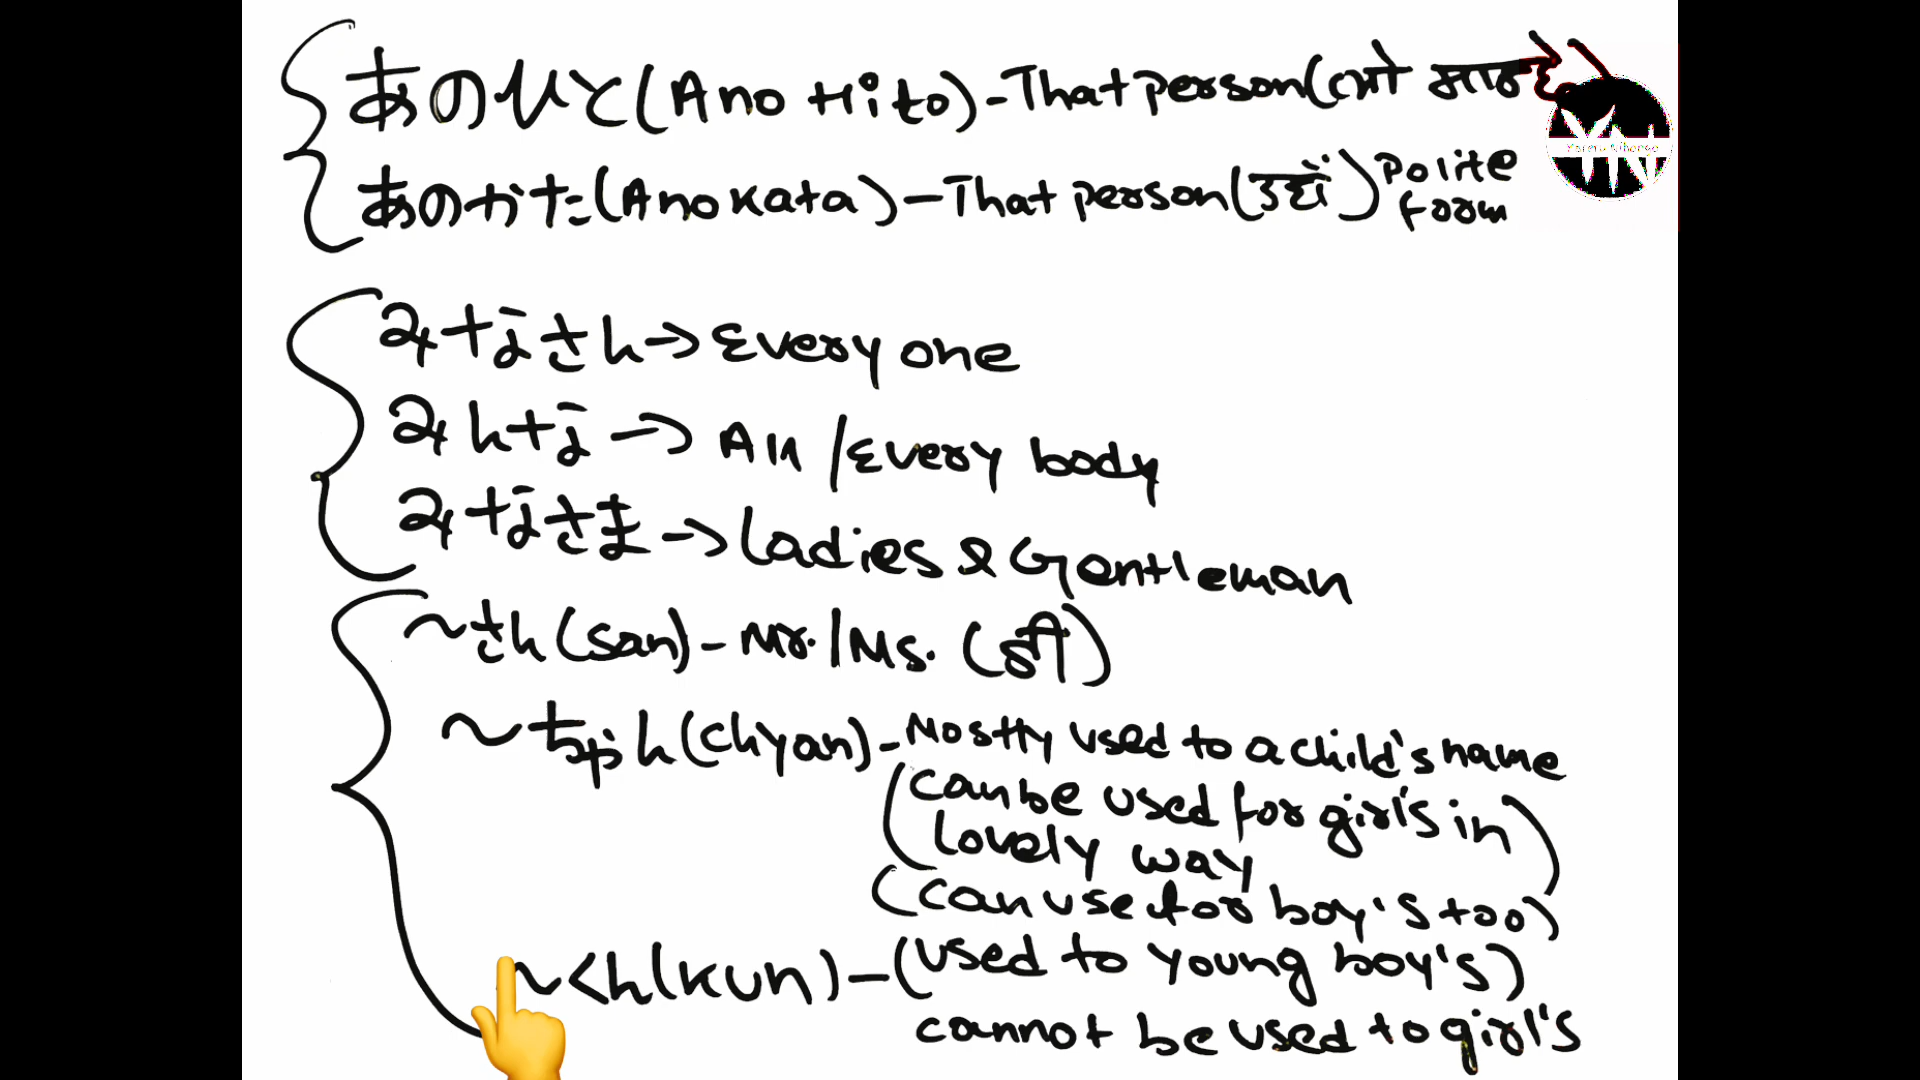 あのひと(Ano Hito)-That person(त्यो मान्छे)
あのかた(Ano Kata)-That person(उहाँ) Polite form
みなさん→Every one
みんな→All/Every body
みなさま→Ladies & Gentleman
~さん(san)-Mr./Ms. (श्री)
~ちゃん(chyan)-Mostly used to a child's name
(can be used for girl's in
lovely way)
(can use for boy's too)
~くん(kun)-(used to young boy's)
cannot be used to girl's